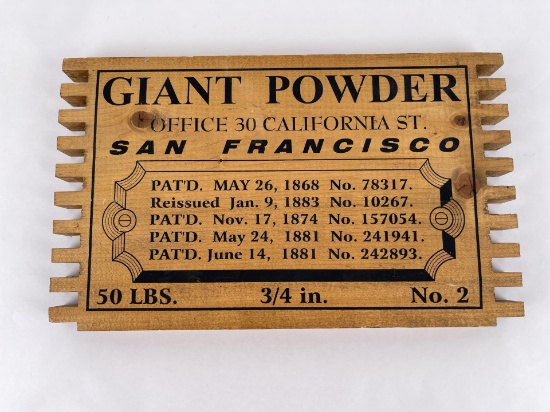 GIANT POWDER
OFFICE 30 CALIFORNIA ST.
SAN FRANCISCO
PAT'D. MAY 26, 1868 No. 78317.
Reissued Jan. 9, 1883 No. 10267.
PAT'D. Nov. 17, 1874 No. 157054.
PAT'D. May 24, 1881 No. 241941.
PAT'D. June 14, 1881 No. 242893.
50 LBS. 3/4 in. No. 2